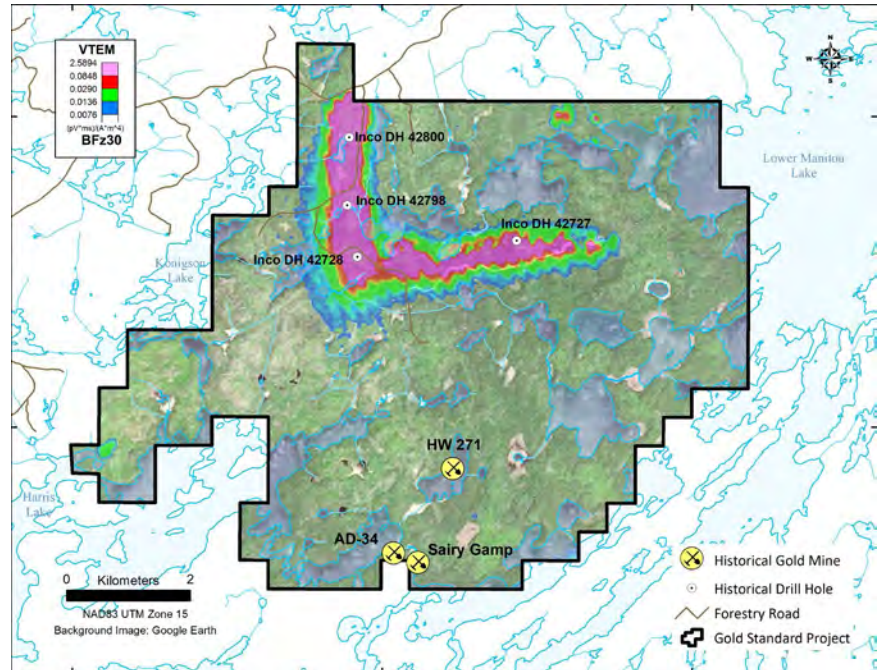 VTEM
2.5894
0.0848
0.0290
0.0136
0.0076
(pV*ms)/(A*m^4)
BFz30
N
W E
S
Inco DH 42800
Lower Manitou
Lake
Inco DH 42798
Inco DH 42727
Inco DH 42728
Konigson
Lake
HW 271
Harris
Lake
AD-34
Sairy Gamp
0 Kilometers 2
NAD83 UTM Zone 15
Background Image: Google Earth
Historical Gold Mine
Historical Drill Hole
Forestry Road
Gold Standard Project